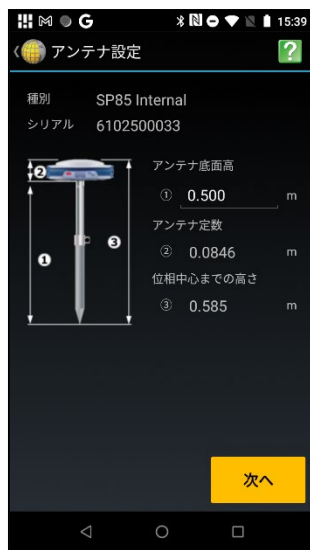 15:39
アンテナ設定
?
種別 SP85 Internal
シリアル 6102500033
アンテナ底面高
① 0.500 m
アンテナ定数
② 0.0846 m
位相中心までの高さ
③ 0.585 m
❷
❶
❸
次へ